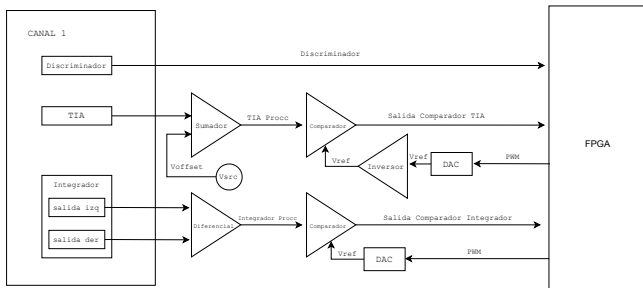 CANAL 1
Discriminador
Discriminador
TIA
Sumador
TIA Procc
Comparador
Salida Comparador TIA
FPGA
Voffset
Vsrc
Vref
Inversor
Vref
DAC
PWM
Integrador
salida izq
salida der
Diferencial
Integrador Procc
Comparador
Salida Comparador Integrador
Vref
DAC
PWM